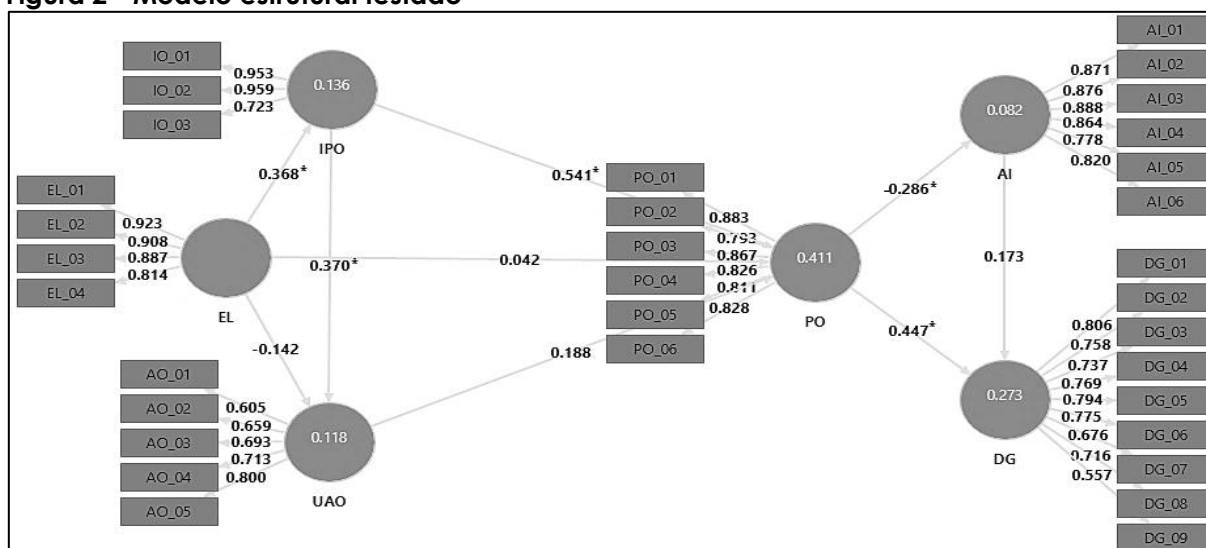 Figura 2 - Modelo estrutural testado
IO_01
IO_02
IO_03
0.953
0.959
0.723
0.136
IPO
EL_01
EL_02
EL_03
EL_04
0.923
0.908
0.887
0.814
EL
0.368*
0.370*
-0.142
AO_01
AO_02
AO_03
AO_04
AO_05
0.605
0.659
0.693
0.713
0.800
0.118
UAO
0.541*
0.042
0.188
PO_01
PO_02
PO_03
PO_04
PO_05
PO_06
0.883
0.793
0.867
0.826
0.811
0.828
0.411
PO
-0.286*
0.447*
0.082
AI
0.173
AI_01
AI_02
AI_03
AI_04
AI_05
AI_06
0.871
0.876
0.888
0.864
0.778
0.820
0.273
DG
DG_01
DG_02
DG_03
DG_04
DG_05
DG_06
DG_07
DG_08
DG_09
0.806
0.758
0.737
0.769
0.794
0.775
0.676
0.716
0.557